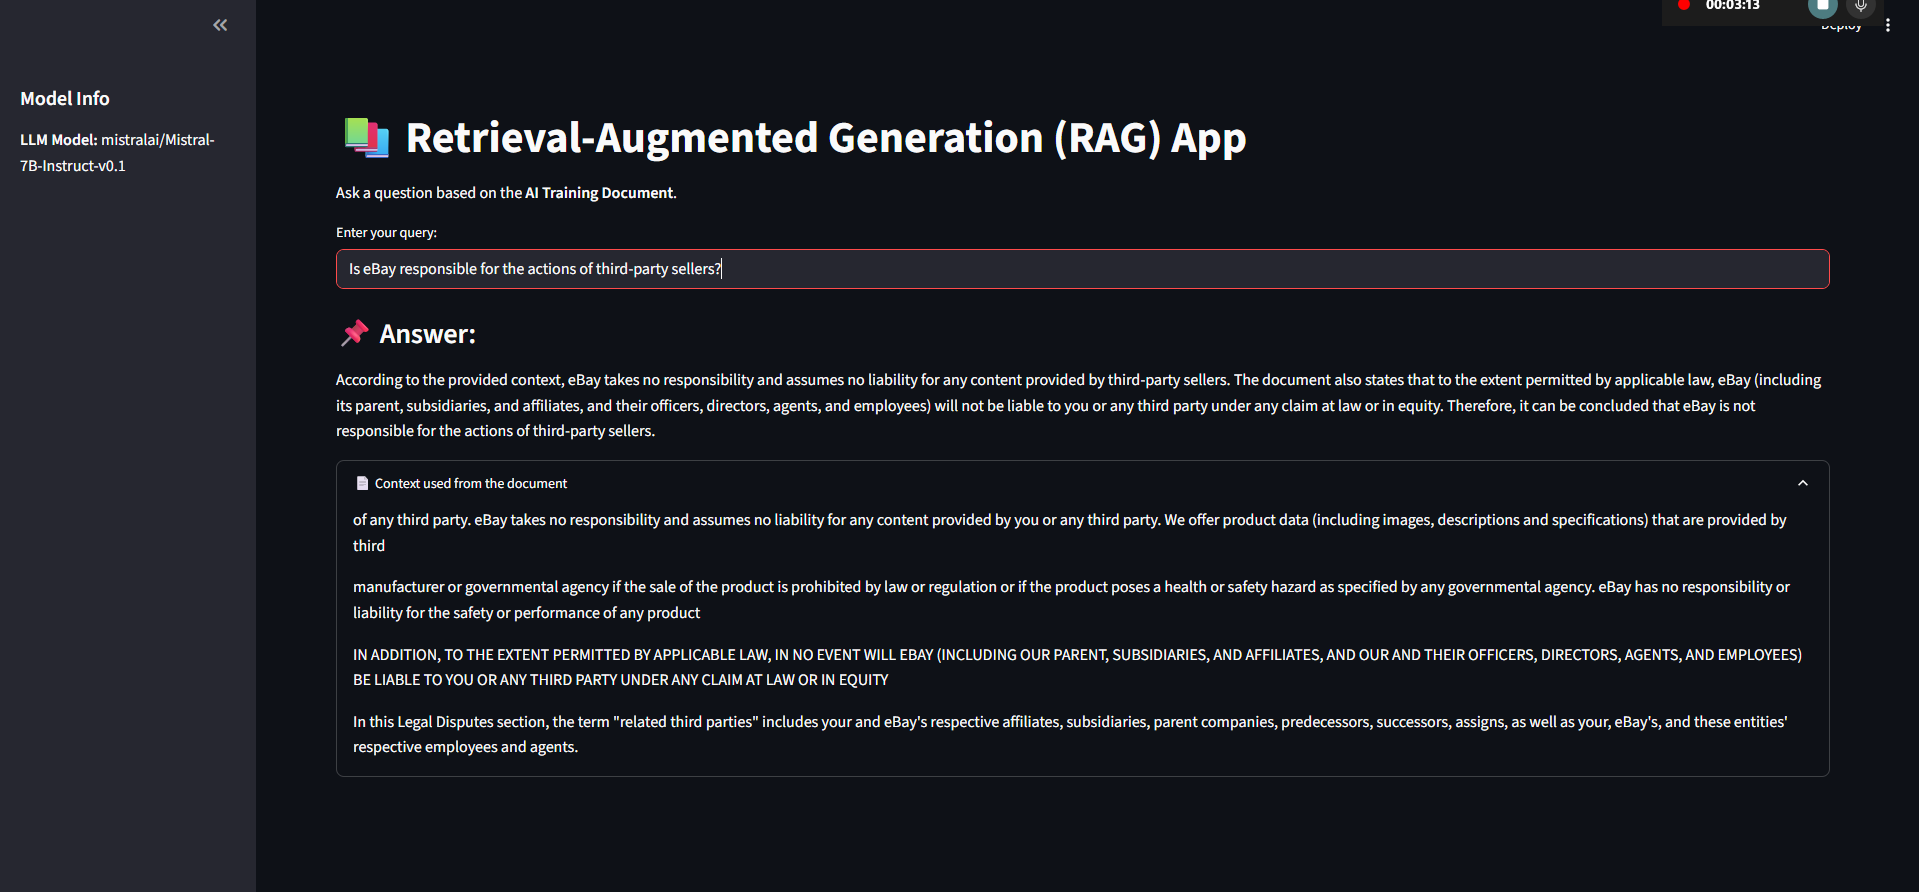 00:03:13
Deploy
Model Info
LLM Model: mistralai/Mistral-
7B-Instruct-v0.1
Retrieval-Augmented Generation (RAG) App
Ask a question based on the AI Training Document.
Enter your query:
Is eBay responsible for the actions of third-party sellers?
Answer:
According to the provided context, eBay takes no responsibility and assumes no liability for any content provided by third-party sellers. The document also states that to the extent permitted by applicable law, eBay (including
its parent, subsidiaries, and affiliates, and their officers, directors, agents, and employees) will not be liable to you or any third party under any claim at law or in equity. Therefore, it can be concluded that eBay is not
responsible for the actions of third-party sellers.
Context used from the document
of any third party. eBay takes no responsibility and assumes no liability for any content provided by you or any third party. We offer product data (including images, descriptions and specifications) that are provided by
third
manufacturer or governmental agency if the sale of the product is prohibited by law or regulation or if the product poses a health or safety hazard as specified by any governmental agency. eBay has no responsibility or
liability for the safety or performance of any product
IN ADDITION, TO THE EXTENT PERMITTED BY APPLICABLE LAW, IN NO EVENT WILL EBAY (INCLUDING OUR PARENT, SUBSIDIARIES, AND AFFILIATES, AND OUR AND THEIR OFFICERS, DIRECTORS, AGENTS, AND EMPLOYEES)
BE LIABLE TO YOU OR ANY THIRD PARTY UNDER ANY CLAIM AT LAW OR IN EQUITY
In this Legal Disputes section, the term "related third parties" includes your and eBay's respective affiliates, subsidiaries, parent companies, predecessors, successors, assigns, as well as your, eBay's, and these entities'
respective employees and agents.